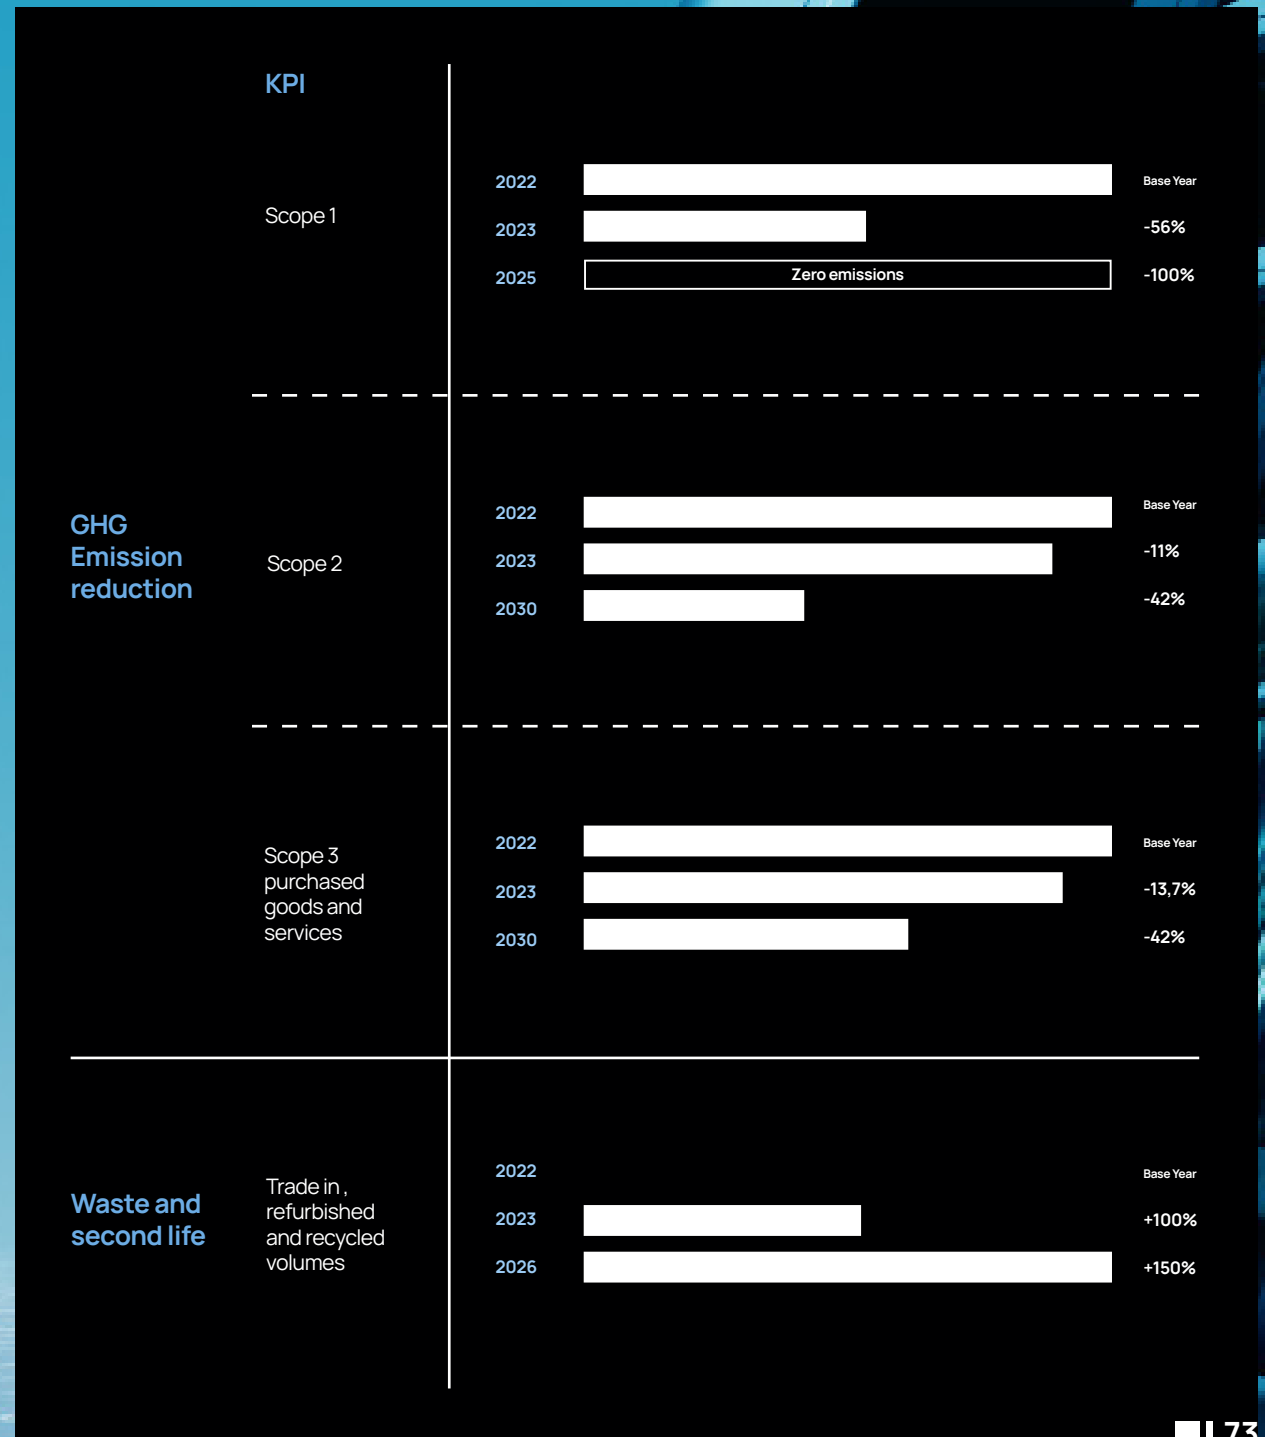 KPI
Scope 1
2022
Base Year
2023
-56%
2025
Zero emissions
-100%
GHG
Emission
reduction
Scope 2
2022
Base Year
2023
-11%
2030
-42%
Scope 3
purchased
goods and
services
2022
Base Year
2023
-13,7%
2030
-42%
Waste and
second life
Trade in ,
refurbished
and recycled
volumes
2022
Base Year
2023
+100%
2026
+150%
73